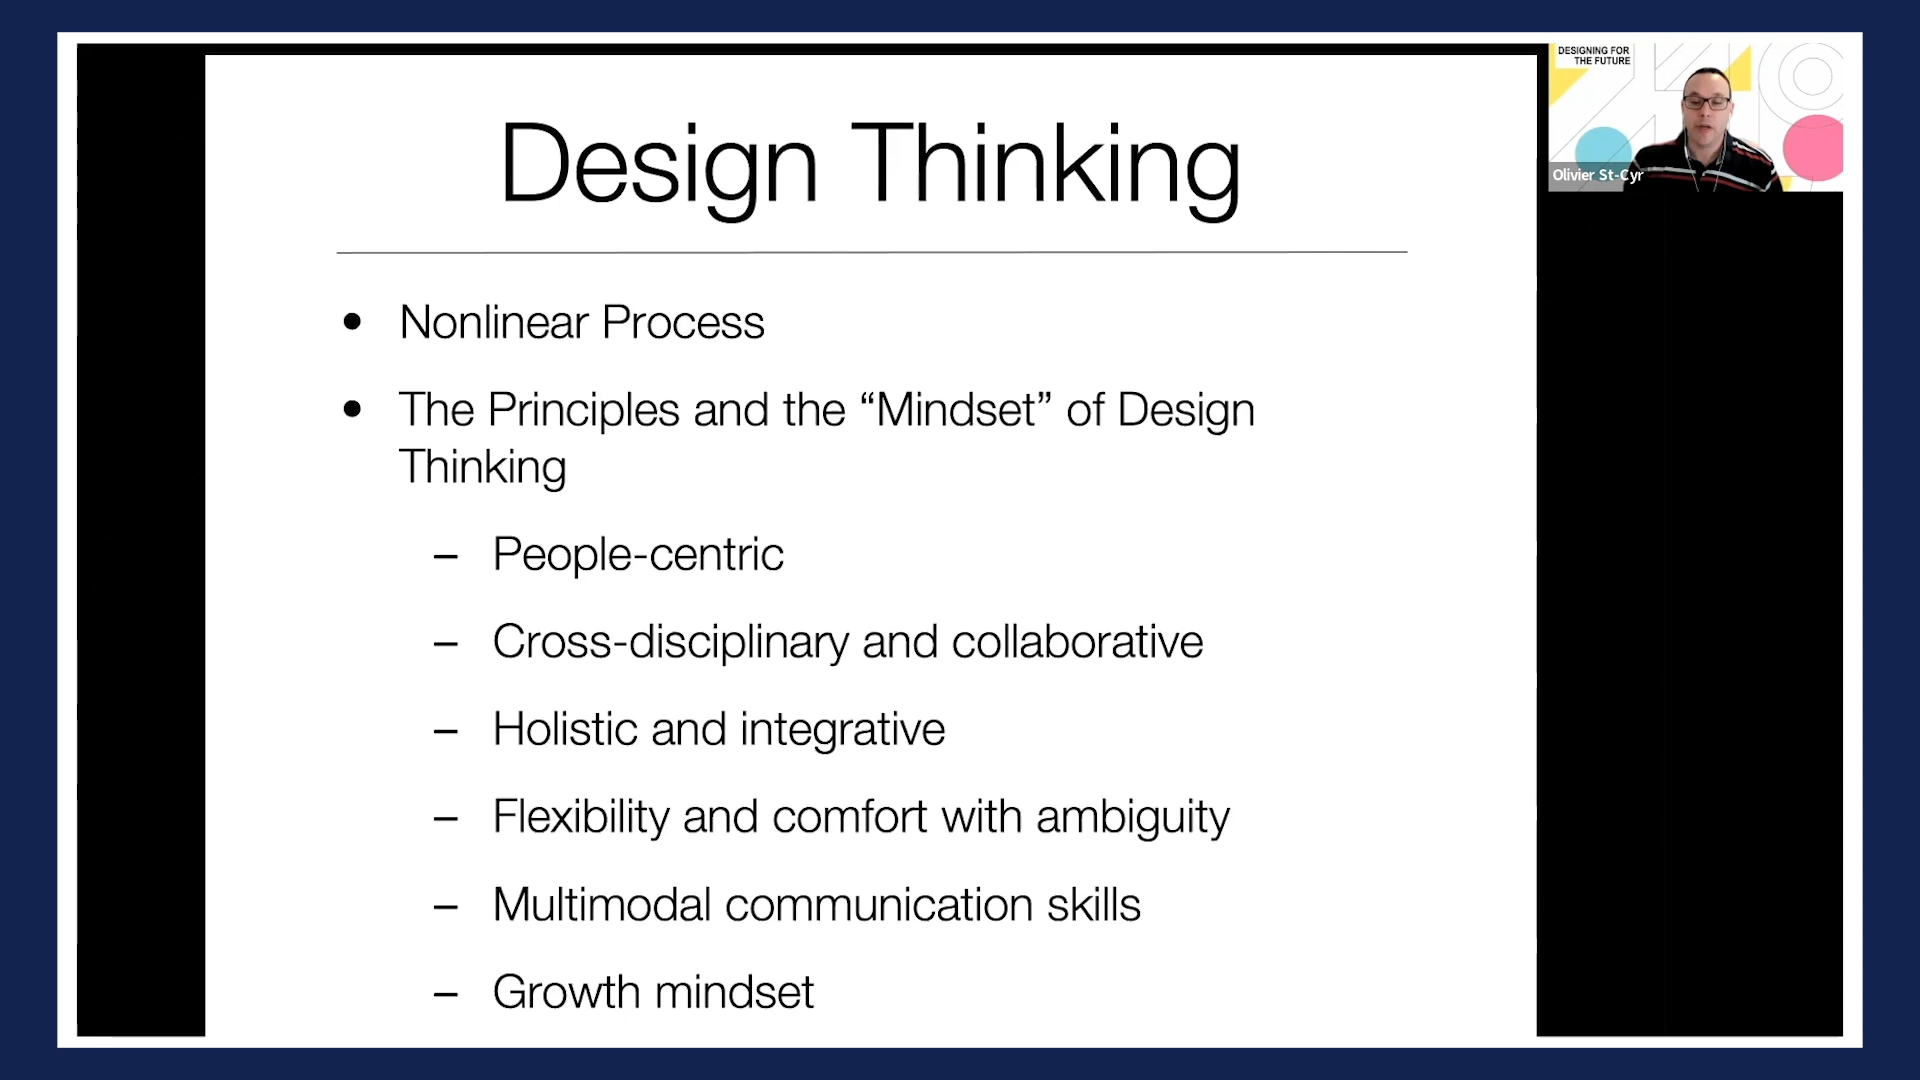 Design Thinking
• Nonlinear Process
• The Principles and the “Mindset” of Design
Thinking
– People-centric
– Cross-disciplinary and collaborative
– Holistic and integrative
– Flexibility and comfort with ambiguity
– Multimodal communication skills
– Growth mindset
DESIGNING FOR
THE FUTURE
Olivier St-Cyr